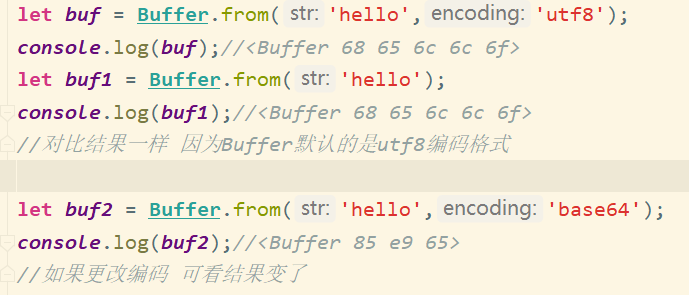 let buf = Buffer.from( str: 'hello', encoding: 'utf8');
console.log(buf);//<Buffer 68 65 6c 6c 6f>
let buf1 = Buffer.from( str: 'hello');
console.log(buf1);//<Buffer 68 65 6c 6c 6f>
//对比结果一样 因为Buffer默认的是utf8编码格式
let buf2 = Buffer.from( str: 'hello', encoding: 'base64');
console.log(buf2);//<Buffer 85 e9 65>
//如果更改编码 可看结果变了